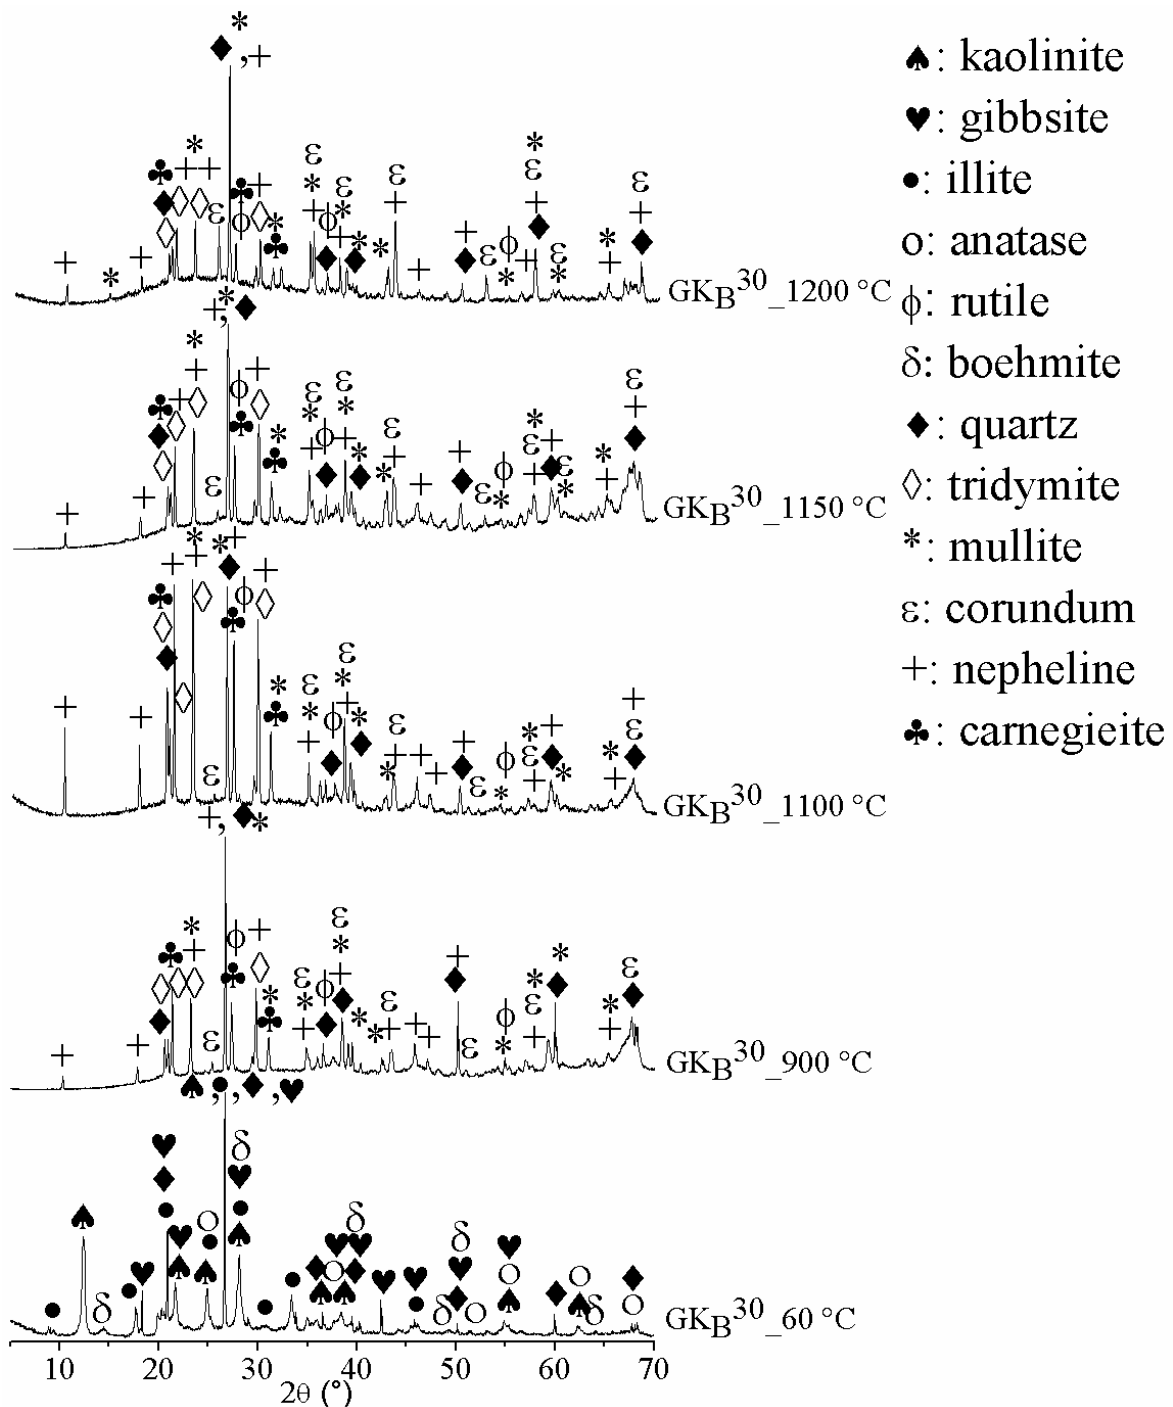 ♠: kaolinite
♥: gibbsite
●: illite
o: anatase
ϕ: rutile
δ: boehmite
◆: quartz
◊: tridymite
*: mullite
ε: corundum
+: nepheline
♣: carnegieite
GKB³⁰_1200 °C
GKB³⁰_1150 °C
GKB³⁰_1100 °C
GKB³⁰_900 °C
GKB³⁰_60 °C
10 20 30 40 50 60 70
2θ (°)